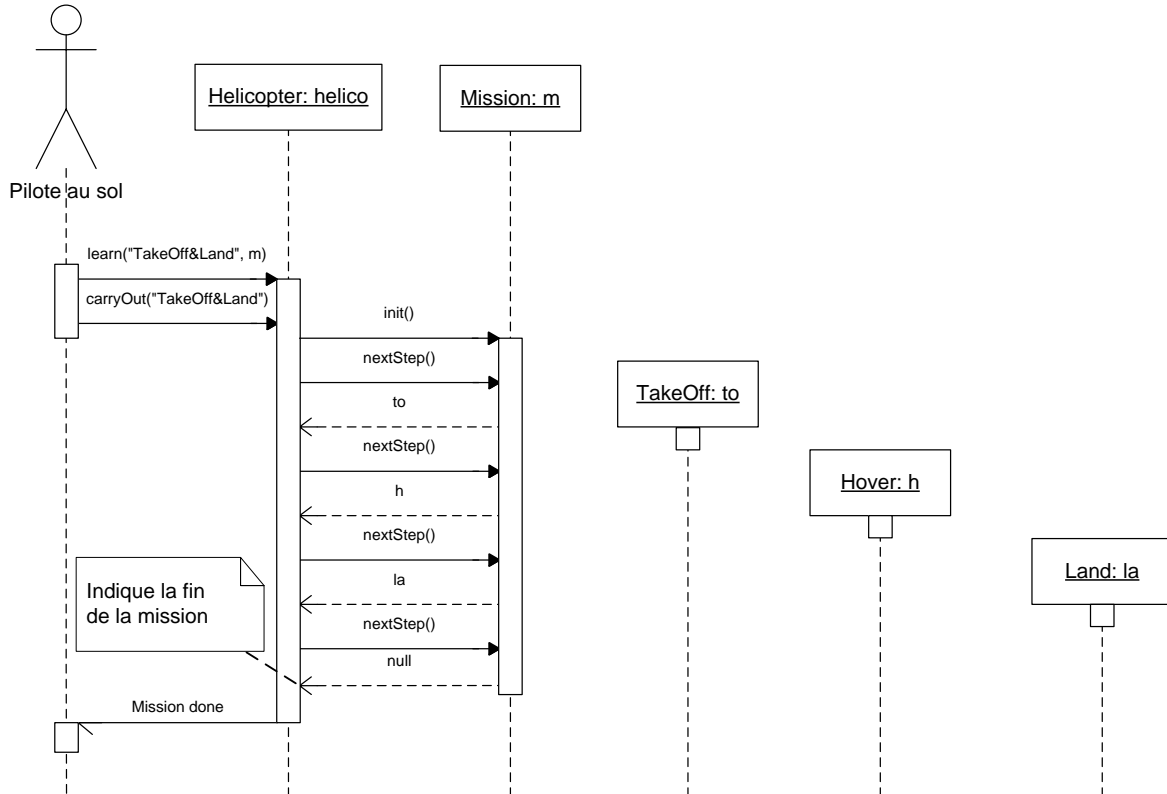 Helicopter: helico
Mission: m
Pilote au sol
learn("TakeOff&Land", m)
carryOut("TakeOff&Land")
init()
nextStep()
TakeOff: to
to
nextStep()
Hover: h
h
nextStep()
Land: la
la
Indique la fin
de la mission
nextStep()
null
Mission done